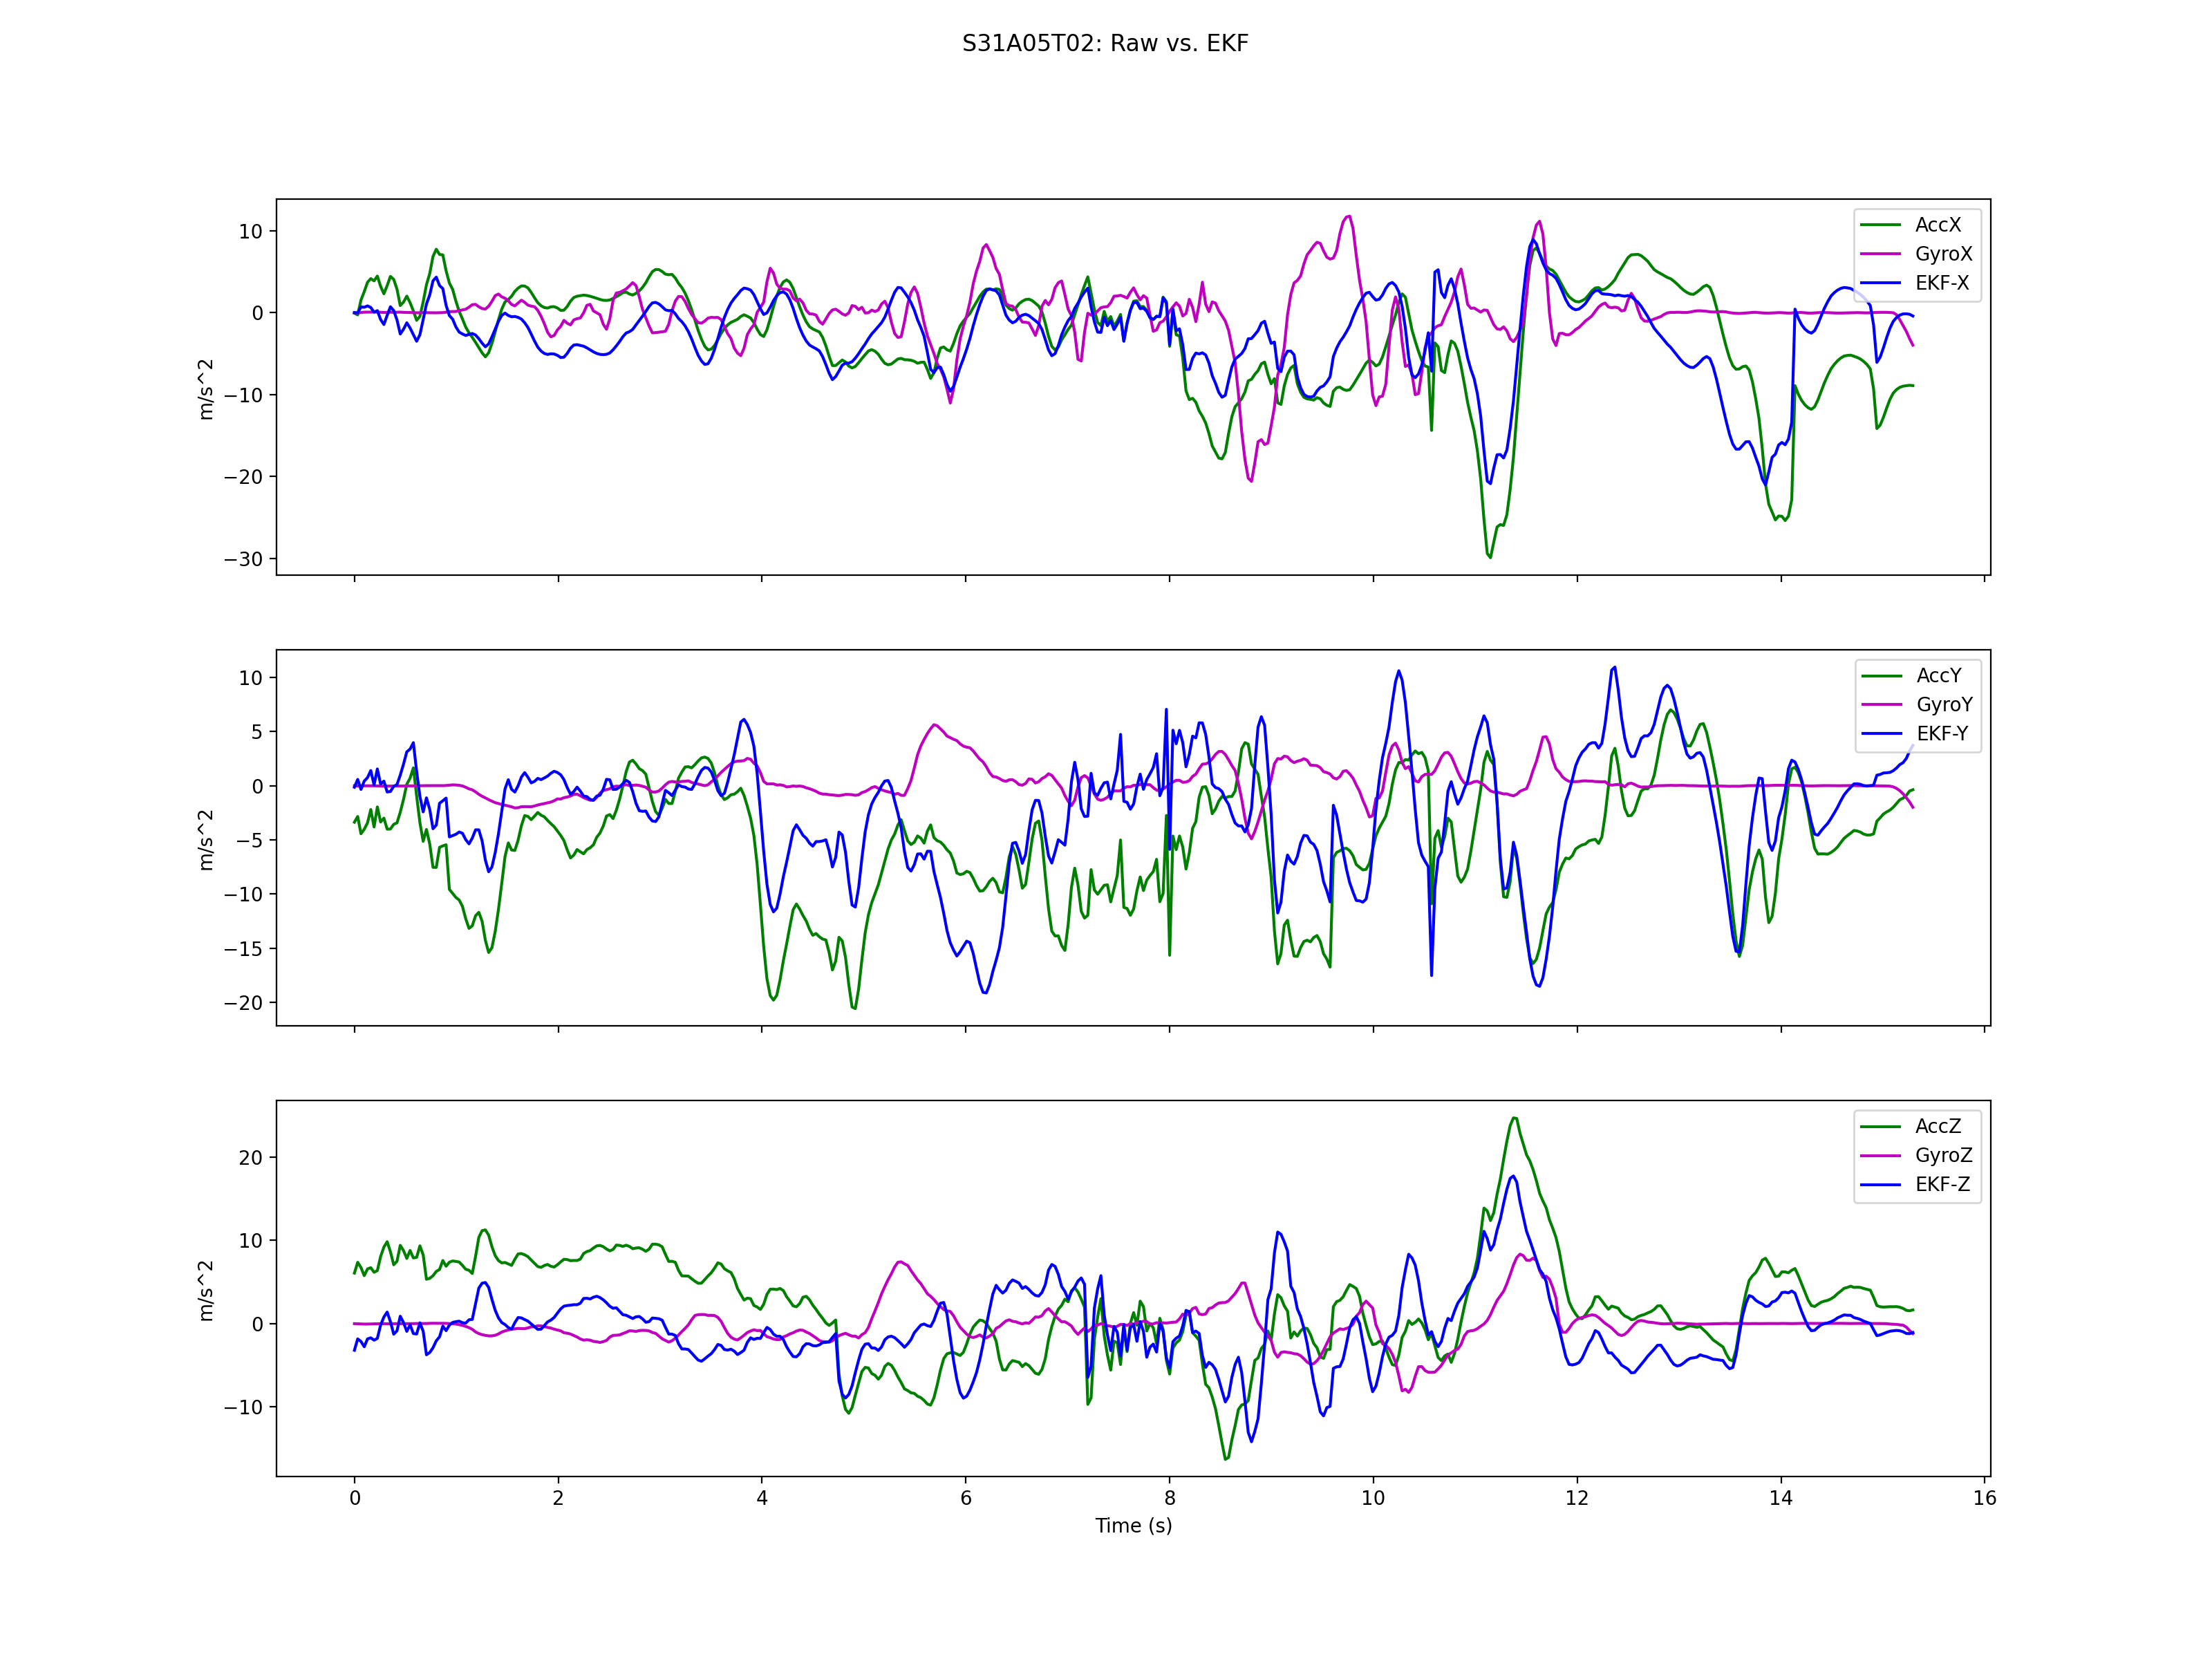 S31A05T02: Raw vs. EKF
10
0
−10
−20
−30
m/s^2
AccX
GyroX
EKF-X
10
5
0
−5
−10
−15
−20
m/s^2
AccY
GyroY
EKF-Y
20
10
0
−10
m/s^2
AccZ
GyroZ
EKF-Z
0 2 4 6 8 10 12 14 16
Time (s)